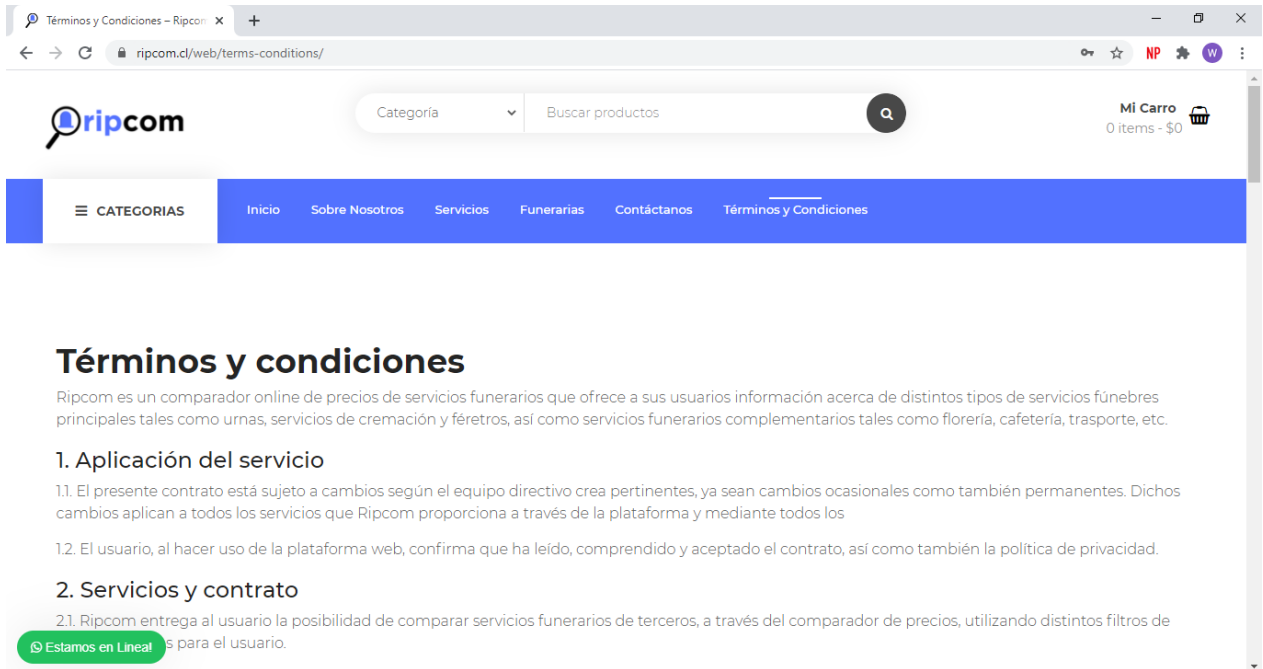 Términos y Condiciones – Ripcon
ripcom.cl/web/terms-conditions/
NP
W
ripcom
Categoría
Buscar productos
Mi Carro
0 items - $0
CATEGORIAS
Inicio
Sobre Nosotros
Servicios
Funerarias
Contáctanos
Términos y Condiciones
Términos y condiciones
Ripcom es un comparador online de precios de servicios funerarios que ofrece a sus usuarios información acerca de distintos tipos de servicios fúnebres
principales tales como urnas, servicios de cremación y féretros, así como servicios funerarios complementarios tales como florería, cafetería, trasporte, etc.
1. Aplicación del servicio
1.1. El presente contrato está sujeto a cambios según el equipo directivo crea pertinentes, ya sean cambios ocasionales como también permanentes. Dichos
cambios aplican a todos los servicios que Ripcom proporciona a través de la plataforma y mediante todos los
1.2. El usuario, al hacer uso de la plataforma web, confirma que ha leído, comprendido y aceptado el contrato, así como también la política de privacidad.
2. Servicios y contrato
2.1. Ripcom entrega al usuario la posibilidad de comparar servicios funerarios de terceros, a través del comparador de precios, utilizando distintos filtros de
s para el usuario.
Estamos en Linea!